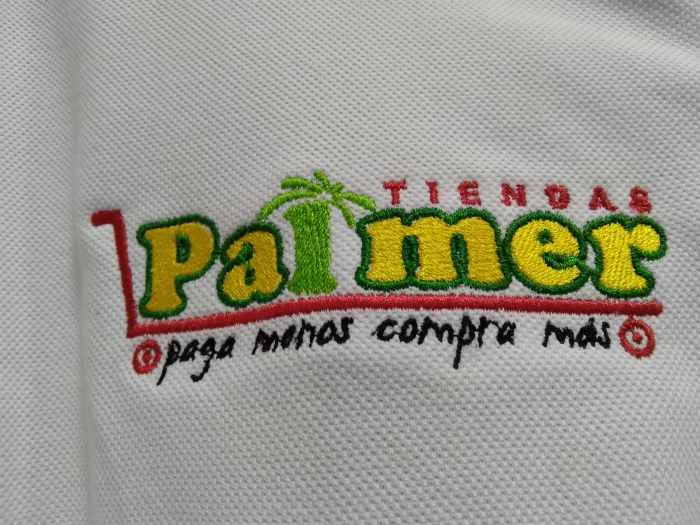 TIENDAS
Palmer
paga menos compra más